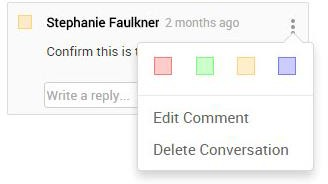 Stephanie Faulkner 2 months ago
Confirm this is
Write a reply...
Edit Comment
Delete Conversation